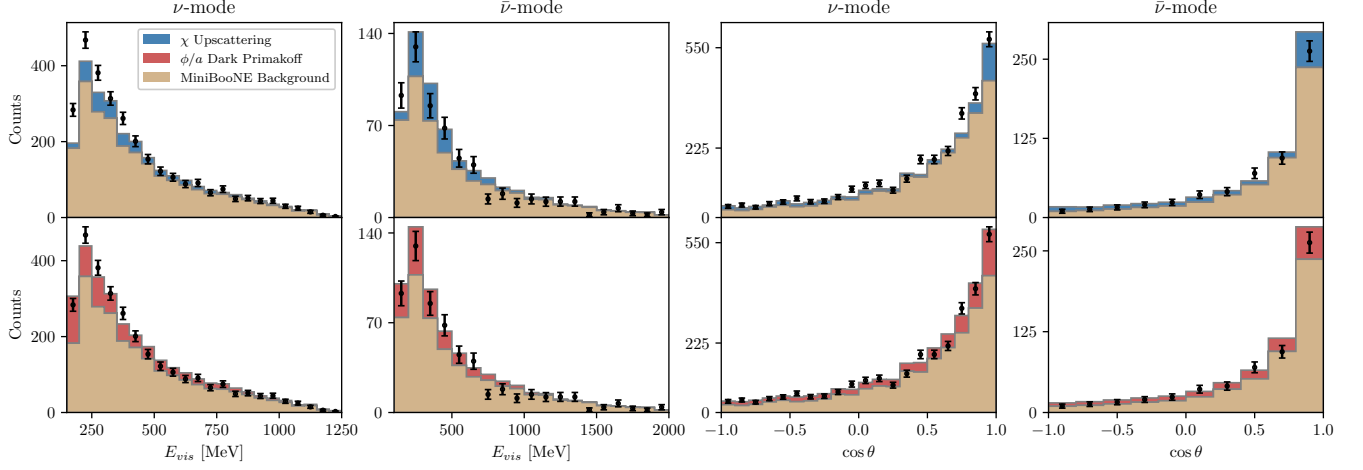 ν-mode
ν̄-mode
ν-mode
ν̄-mode
χ Upscattering
ϕ/a Dark Primakoff
MiniBooNE Background
Counts
400
200
0
140
70
0
550
225
0
250
125
0
Counts
400
200
0
140
70
0
550
225
0
250
125
0
250 500 750 1000 1250
500 1000 1500 2000
−1.0 −0.5 0.0 0.5 1.0
−1.0 −0.5 0.0 0.5 1.0
E_vis [MeV]
E_vis [MeV]
cos θ
cos θ